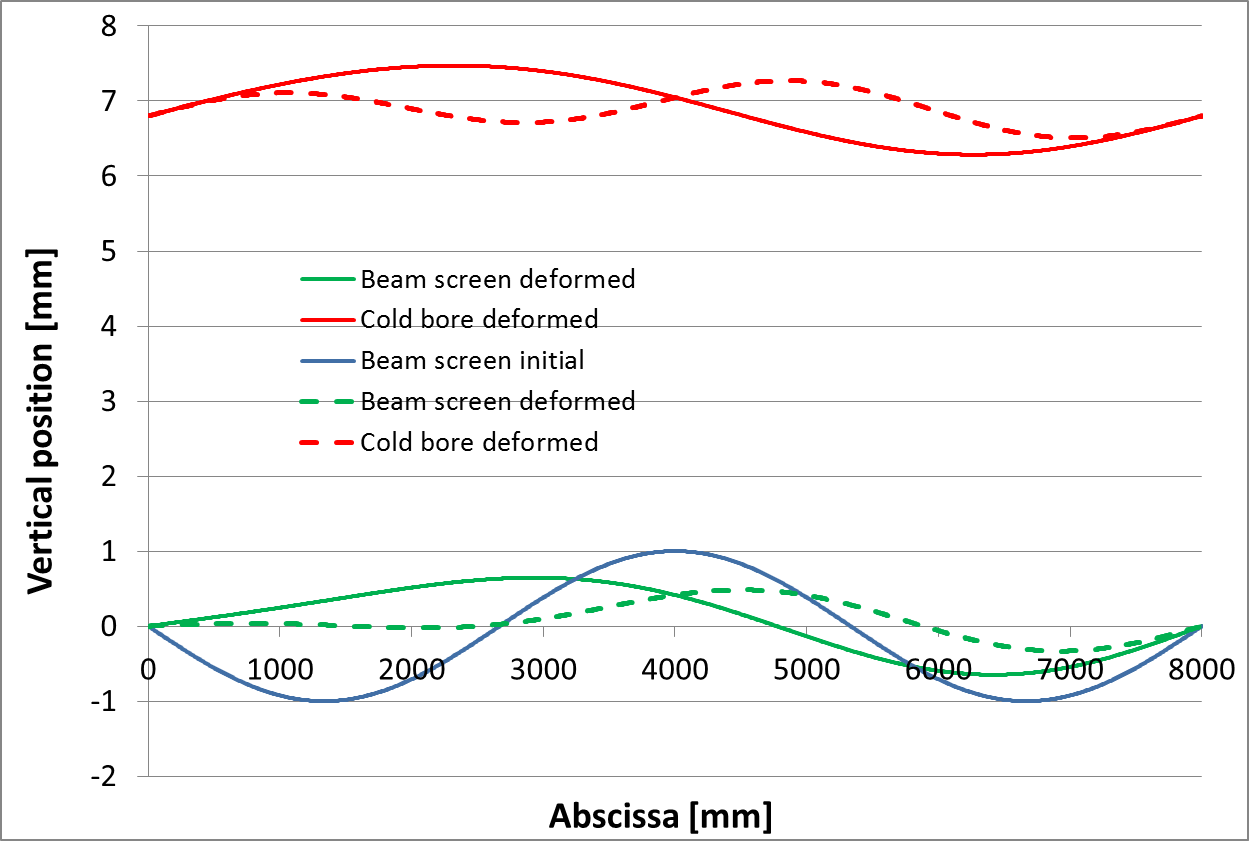 8
7
6
5
4
3
2
1
0
-1
-2
Vertical position [mm]
Beam screen deformed
Cold bore deformed
Beam screen initial
Beam screen deformed
Cold bore deformed
0 1000 2000 3000 4000 5000 6000 7000 8000
Abscissa [mm]